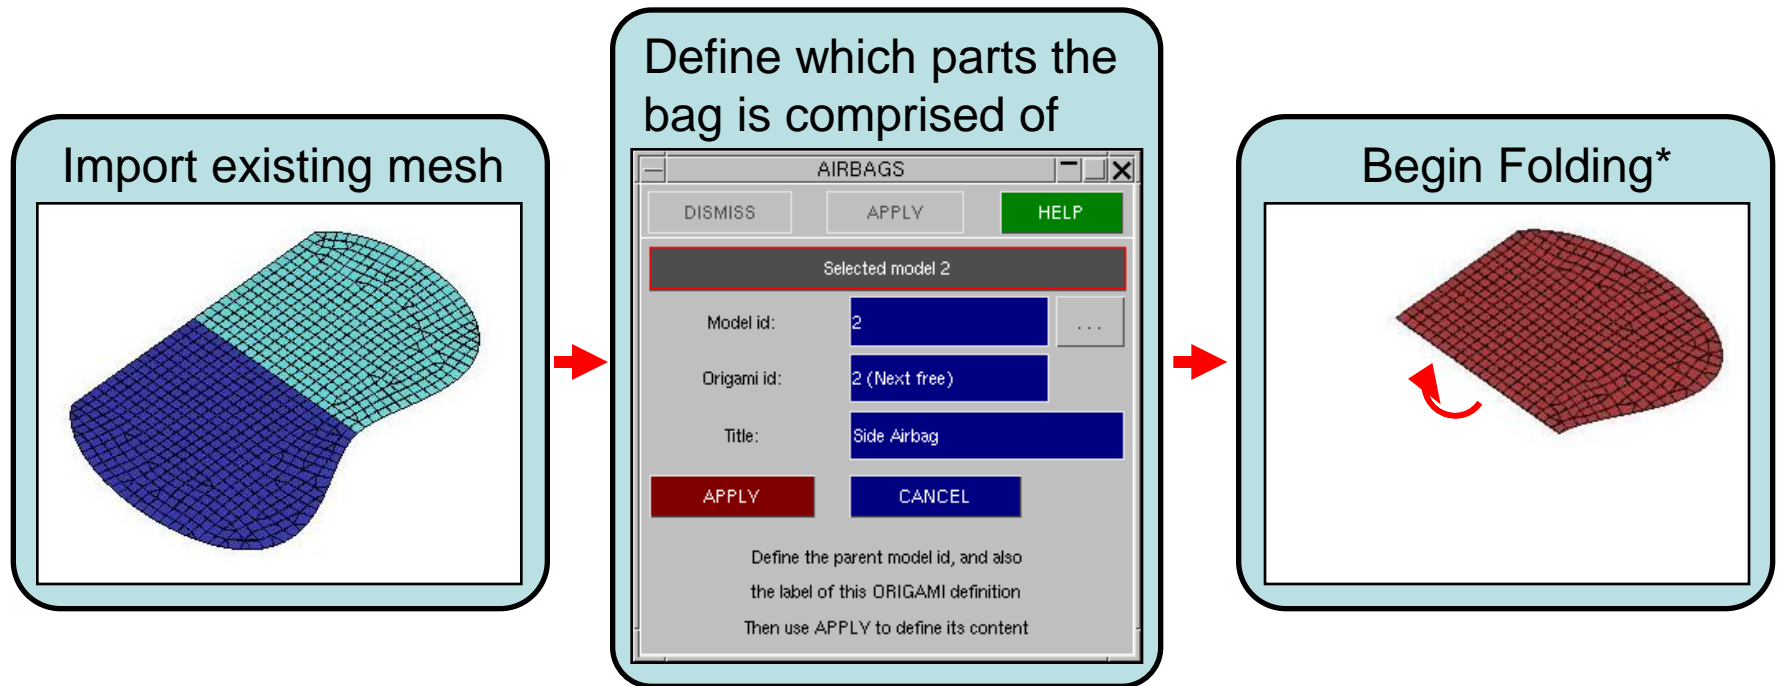 Import existing mesh
Define which parts the
bag is comprised of
AIRBAGS
DISMISS APPLY HELP
Selected model 2
Model id: 2 ...
Origami id: 2 (Next free)
Title: Side Airbag
APPLY CANCEL
Define the parent model id, and also
the label of this ORIGAMI definition
Then use APPLY to define its content
Begin Folding*